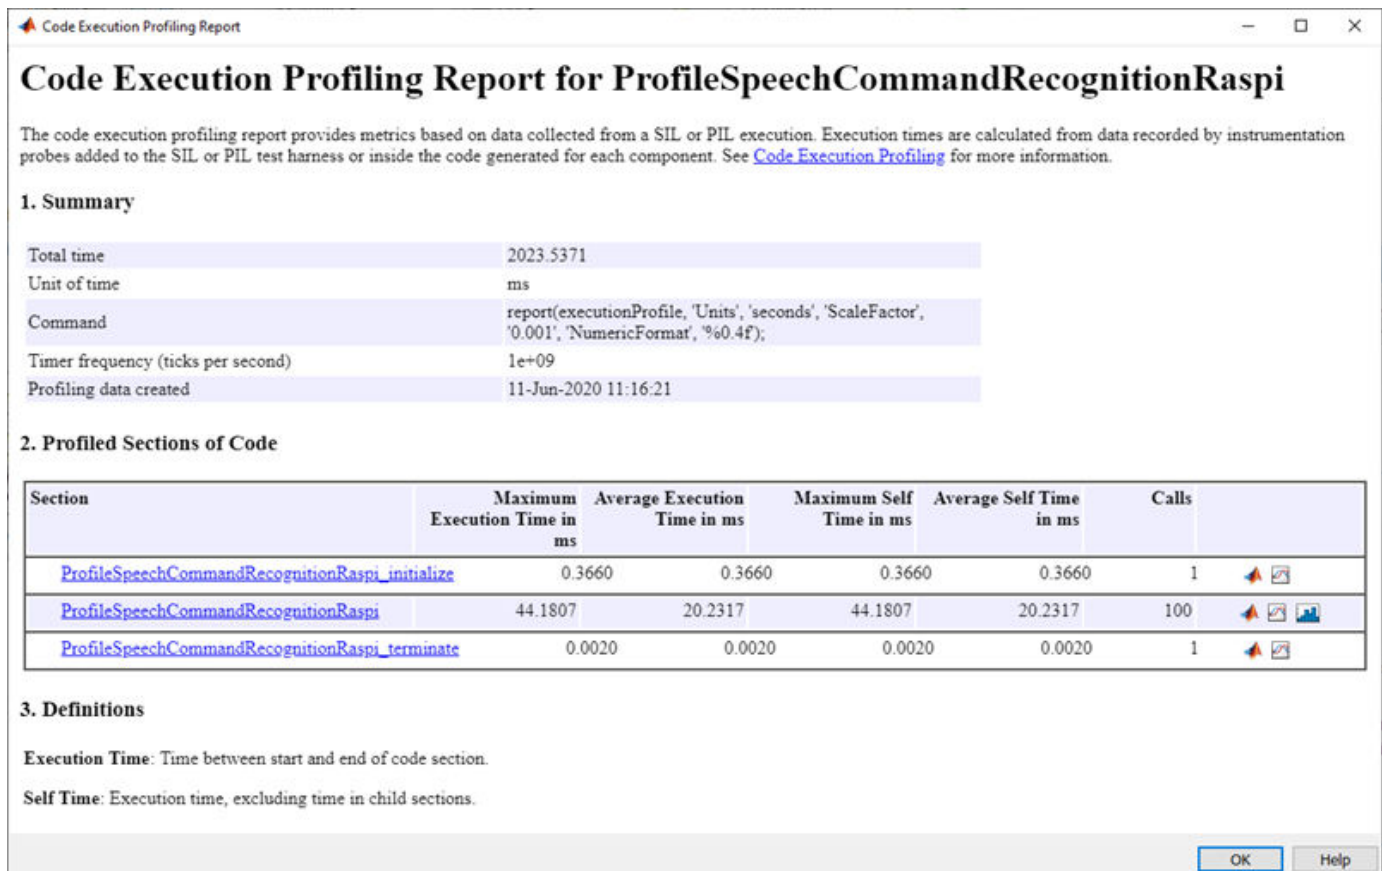 Code Execution Profiling Report
Code Execution Profiling Report for ProfileSpeechCommandRecognitionRaspi
The code execution profiling report provides metrics based on data collected from a SIL or PIL execution. Execution times are calculated from data recorded by instrumentation
probes added to the SIL or PIL test harness or inside the code generated for each component. See Code Execution Profiling for more information.
1. Summary
Total time 2023.5371
Unit of time ms
Command report(executionProfile, 'Units', 'seconds', 'ScaleFactor',
'0.001', 'NumericFormat', '%0.4f');
Timer frequency (ticks per second) 1e+09
Profiling data created 11-Jun-2020 11:16:21
2. Profiled Sections of Code
Section Maximum Average Execution Maximum Self Average Self Time Calls
Execution Time in Time in ms Time in ms in ms
ms
ProfileSpeechCommandRecognitionRaspi_initialize 0.3660 0.3660 0.3660 0.3660 1
ProfileSpeechCommandRecognitionRaspi 44.1807 20.2317 44.1807 20.2317 100
ProfileSpeechCommandRecognitionRaspi_terminate 0.0020 0.0020 0.0020 0.0020 1
3. Definitions
Execution Time: Time between start and end of code section.
Self Time: Execution time, excluding time in child sections.
OK Help